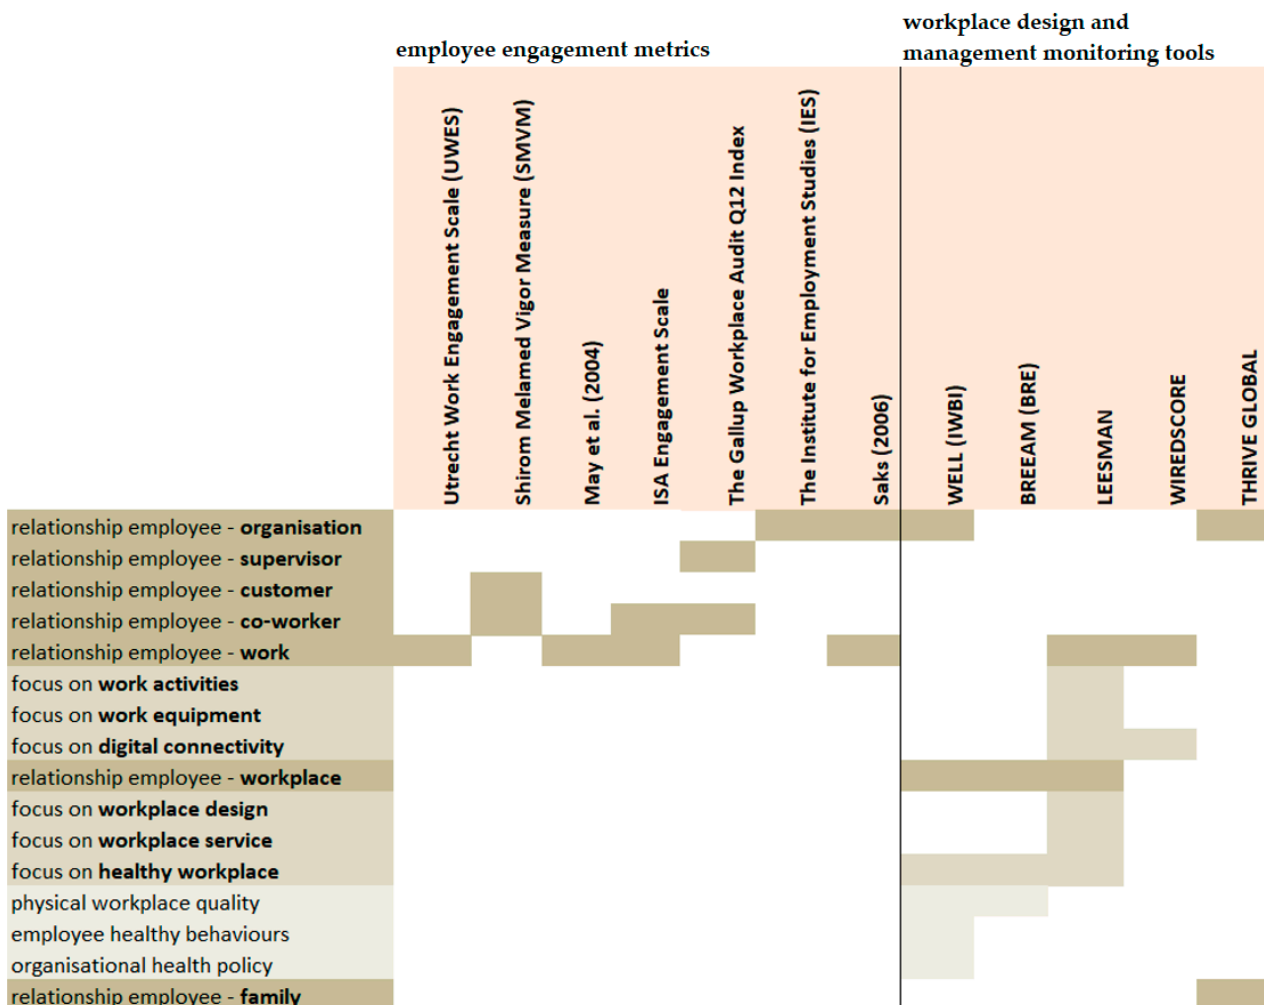 employee engagement metrics
workplace design and
management monitoring tools
Utrecht Work Engagement Scale (UWES)
Shirom Melamed Vigor Measure (SMVM)
May et al. (2004)
ISA Engagement Scale
The Gallup Workplace Audit Q12 Index
The Institute for Employment Studies (IES)
Saks (2006)
WELL (IWBI)
BREEAM (BRE)
LEESMAN
WIREDSCORE
THRIVE GLOBAL
relationship employee - organisation
relationship employee - supervisor
relationship employee - customer
relationship employee - co-worker
relationship employee - work
focus on work activities
focus on work equipment
focus on digital connectivity
relationship employee - workplace
focus on workplace design
focus on workplace service
focus on healthy workplace
physical workplace quality
employee healthy behaviours
organisational health policy
relationship employee - family